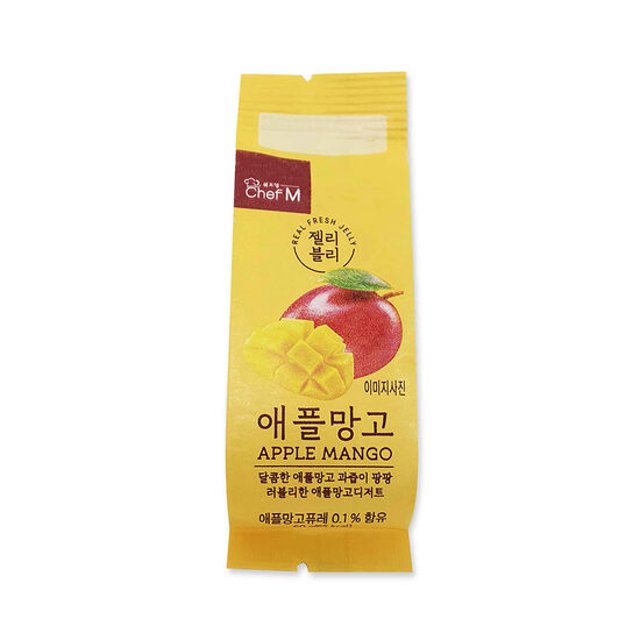 셰프엠
Chef M
REAL FRESH JELLY
젤리
블리
이미지사진
애플망고
APPLE MANGO
달콤한 애플망고 과즙이 팡팡
러블리한 애플망고디저트
애플망고퓨레 0.1% 함유